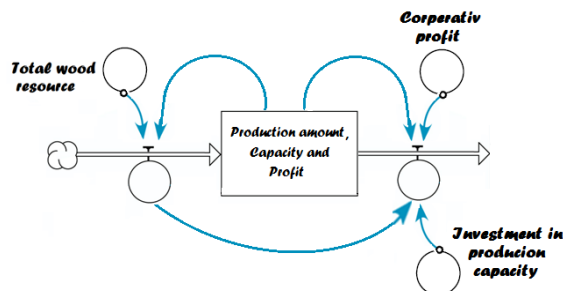 Total wood
resource
Corperativ
profit
Production amount,
Capacity and
Profit
Investment in
producion
capacity